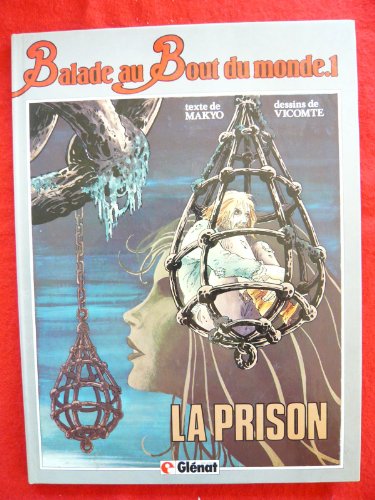 Balade au Bout du monde.1
texte de dessins de
MAKYO VICOMTE
LA PRISON
Glénat